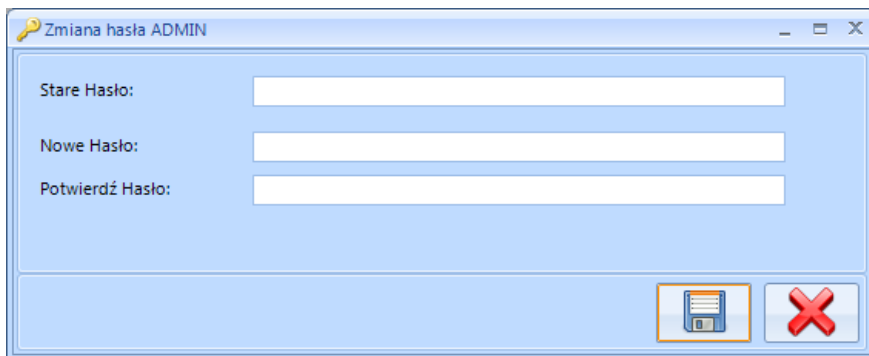 Zmiana hasła ADMIN
Stare Hasło:
Nowe Hasło:
Potwierdź Hasło: